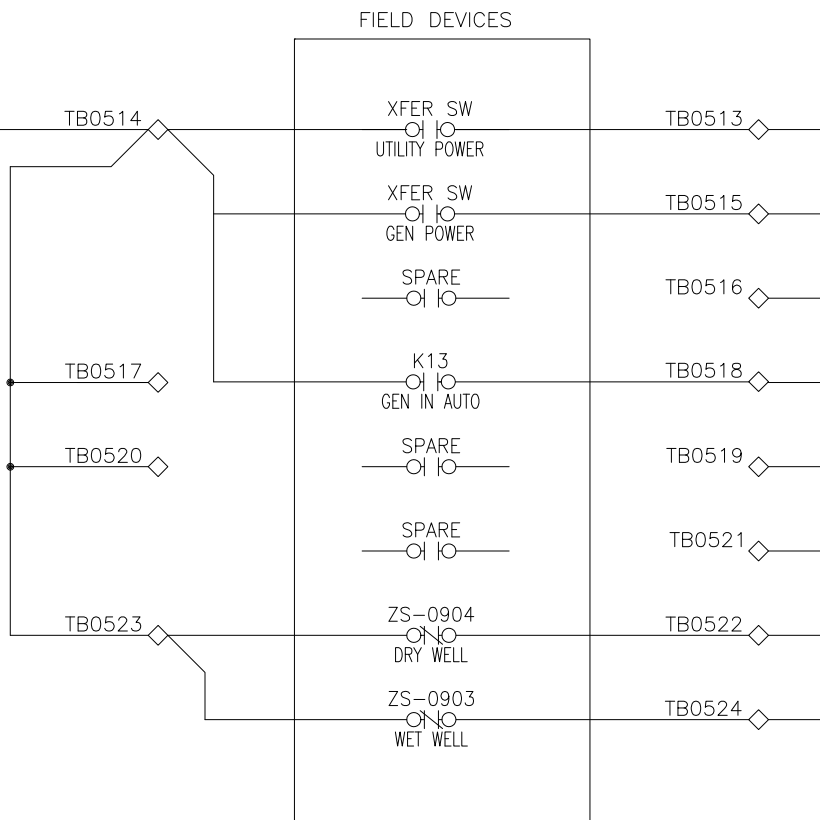 FIELD DEVICES
TB0514
XFER SW
UTILITY POWER
TB0513
XFER SW
GEN POWER
TB0515
SPARE
TB0516
TB0517
K13
GEN IN AUTO
TB0518
TB0520
SPARE
TB0519
SPARE
TB0521
TB0523
ZS-0904
DRY WELL
TB0522
ZS-0903
WET WELL
TB0524